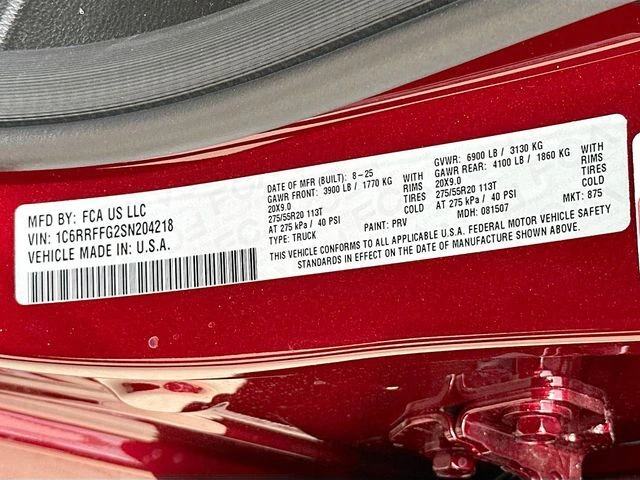 MFD BY: FCA US LLC
VIN: 1C6RRFFG2SN204218
VEHICLE MADE IN U.S.A.
DATE OF MFR (BUILT): 8-25
GAWR FRONT: 3900 LB / 1770 KG WITH
20X9.0 RIMS
275/55R20 113T TIRES
AT 275 kPa / 40 PSI COLD
TYPE: TRUCK PAINT: PRV
GVWR: 6900 LB / 3130 KG
GAWR REAR: 4100 LB / 1860 KG WITH
20X9.0 RIMS
275/55R20 113T TIRES
AT 275 kPa / 40 PSI COLD
MDH: 081507 MKT: 875
THIS VEHICLE CONFORMS TO ALL APPLICABLE U.S.A. FEDERAL MOTOR VEHICLE SAFETY
STANDARDS IN EFFECT ON THE DATE OF MANUFACTURE SHOWN ABOVE.